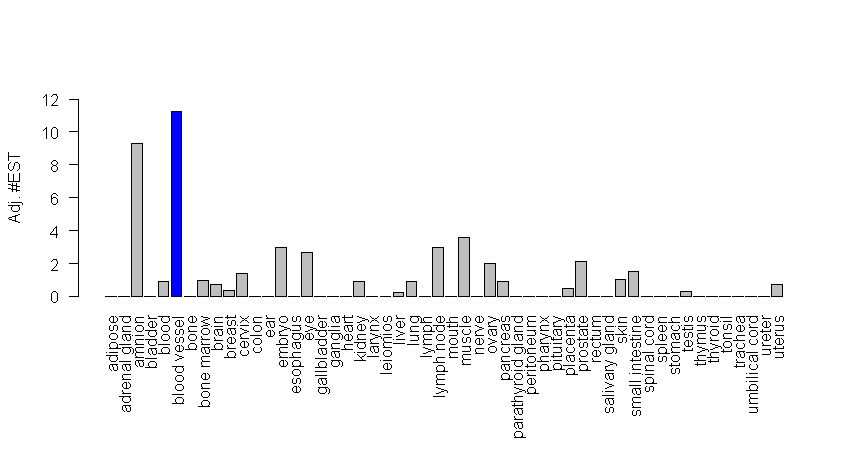 Adj. #EST
12
10
8
6
4
2
0
adipose
adrenal gland
amnion
bladder
blood
blood vessel
bone
bone marrow
brain
breast
cervix
colon
ear
embryo
esophagus
eye
gallbladder
ganglia
heart
kidney
larynx
leiomios
liver
lung
lymph
lymph node
mouth
muscle
nerve
ovary
pancreas
parathyroid gland
peritoneum
pharynx
pituitary
placenta
prostate
rectum
salivary gland
skin
small intestine
spinal cord
spleen
stomach
testis
thymus
thyroid
tonsil
trachea
umbilical cord
ureter
uterus